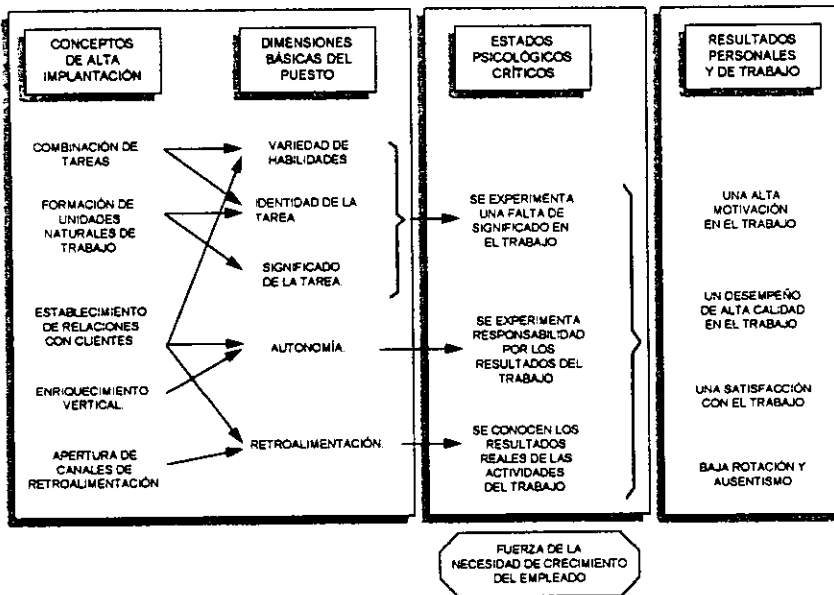 CONCEPTOS
DE ALTA
IMPLANTACIÓN
COMBINACIÓN DE
TAREAS
FORMACIÓN DE
UNIDADES
NATURALES DE
TRABAJO
ESTABLECIMIENTO
DE RELACIONES
CON CLIENTES
ENRIQUECIMIENTO
VERTICAL.
APERTURA DE
CANALES DE
RETROALIMENTACIÓN
DIMENSIONES
BÁSICAS DEL
PUESTO
VARIEDAD DE
HABILIDADES
IDENTIDAD DE LA
TAREA
SIGNIFICADO
DE LA TAREA.
AUTONOMÍA.
RETROALIMENTACIÓN.
ESTADOS
PSICOLÓGICOS
CRÍTICOS
SE EXPERIMENTA
UNA FALTA DE
SIGNIFICADO EN
EL TRABAJO
SE EXPERIMENTA
RESPONSABILIDAD
POR LOS
RESULTADOS DEL
TRABAJO
SE CONOCEN LOS
RESULTADOS
REALES DE LAS
ACTIVIDADES
DEL TRABAJO
RESULTADOS
PERSONALES
Y DE TRABAJO
UNA ALTA
MOTIVACIÓN
EN EL TRABAJO
UN DESEMPEÑO
DE ALTA CALIDAD
EN EL TRABAJO
UNA SATISFACCIÓN
CON EL TRABAJO
BAJA ROTACIÓN Y
AUSENTISMO
FUERZA DE LA
NECESIDAD DE CRECIMIENTO
DEL EMPLEADO